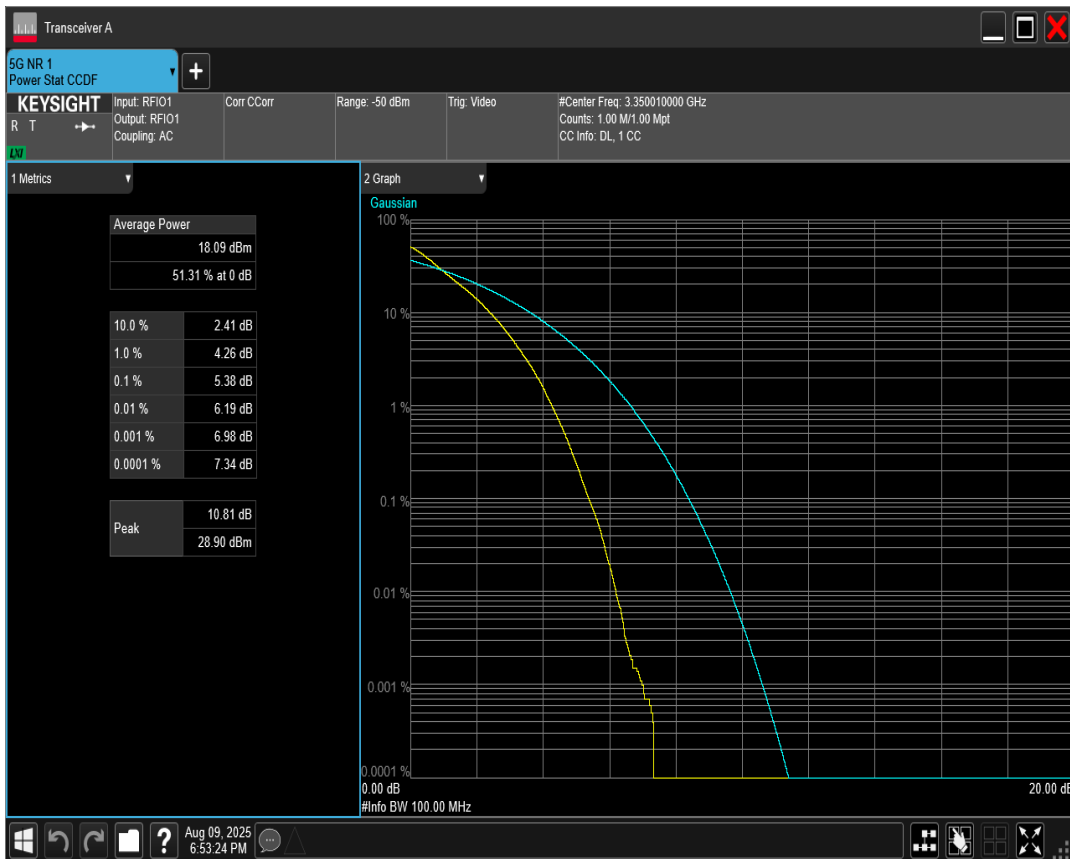 Transceiver A
5G NR 1
Power Stat CCDF
KEYSIGHT
R T
LXI
Input: RFIO1
Output: RFIO1
Coupling: AC
Corr CCorr
Range: -50 dBm
Trig: Video
#Center Freq: 3.350010000 GHz
Counts: 1.00 M/1.00 Mpt
CC Info: DL, 1 CC
1 Metrics
Average Power
18.09 dBm
51.31 % at 0 dB
10.0 % 2.41 dB
1.0 % 4.26 dB
0.1 % 5.38 dB
0.01 % 6.19 dB
0.001 % 6.98 dB
0.0001 % 7.34 dB
Peak
10.81 dB
28.90 dBm
2 Graph
Gaussian
100 %
10 %
1 %
0.1 %
0.01 %
0.001 %
0.0001 %
0.00 dB
20.00 dB
#Info BW 100.00 MHz
?
Aug 09, 2025
6:53:24 PM